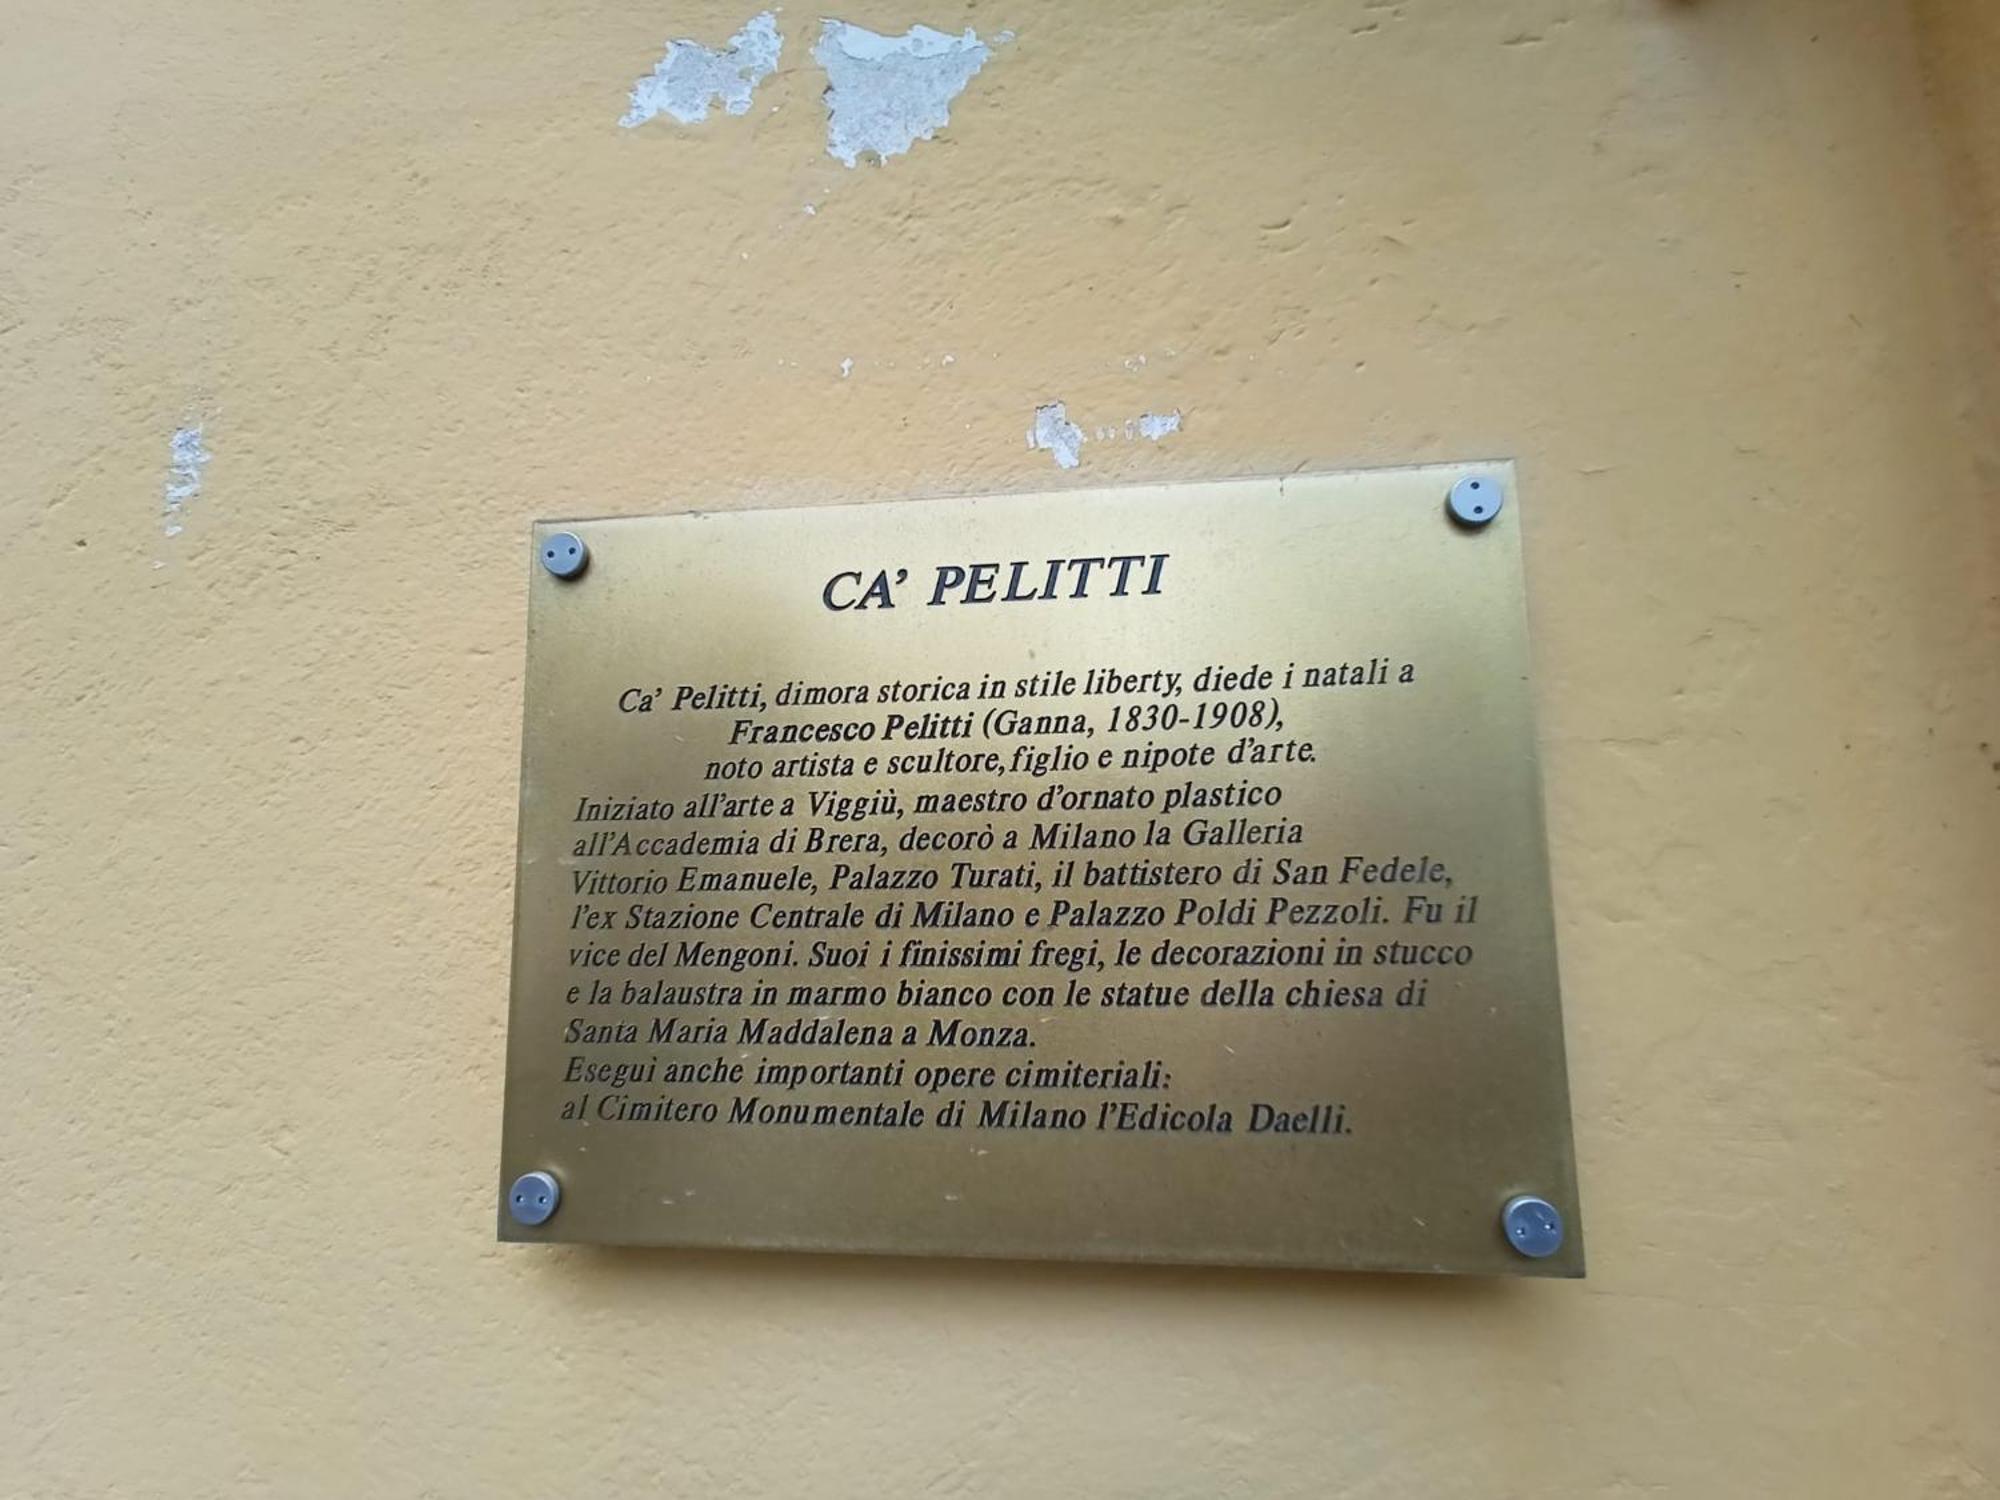 CA' PELITTI
Ca' Pelitti, dimora storica in stile liberty, diede i natali a
Francesco Pelitti (Ganna, 1830-1908),
noto artista e scultore, figlio e nipote d'arte.
Iniziato all'arte a Viggiù, maestro d'ornato plastico
all'Accademia di Brera, decorò a Milano la Galleria
Vittorio Emanuele, Palazzo Turati, il battistero di San Fedele,
l'ex Stazione Centrale di Milano e Palazzo Poldi Pezzoli. Fu il
vice del Mengoni. Suoi i finissimi fregi, le decorazioni in stucco
e la balaustra in marmo bianco con le statue della chiesa di
Santa Maria Maddalena a Monza.
Eseguì anche importanti opere cimiteriali:
al Cimitero Monumentale di Milano l'Edicola Daelli.